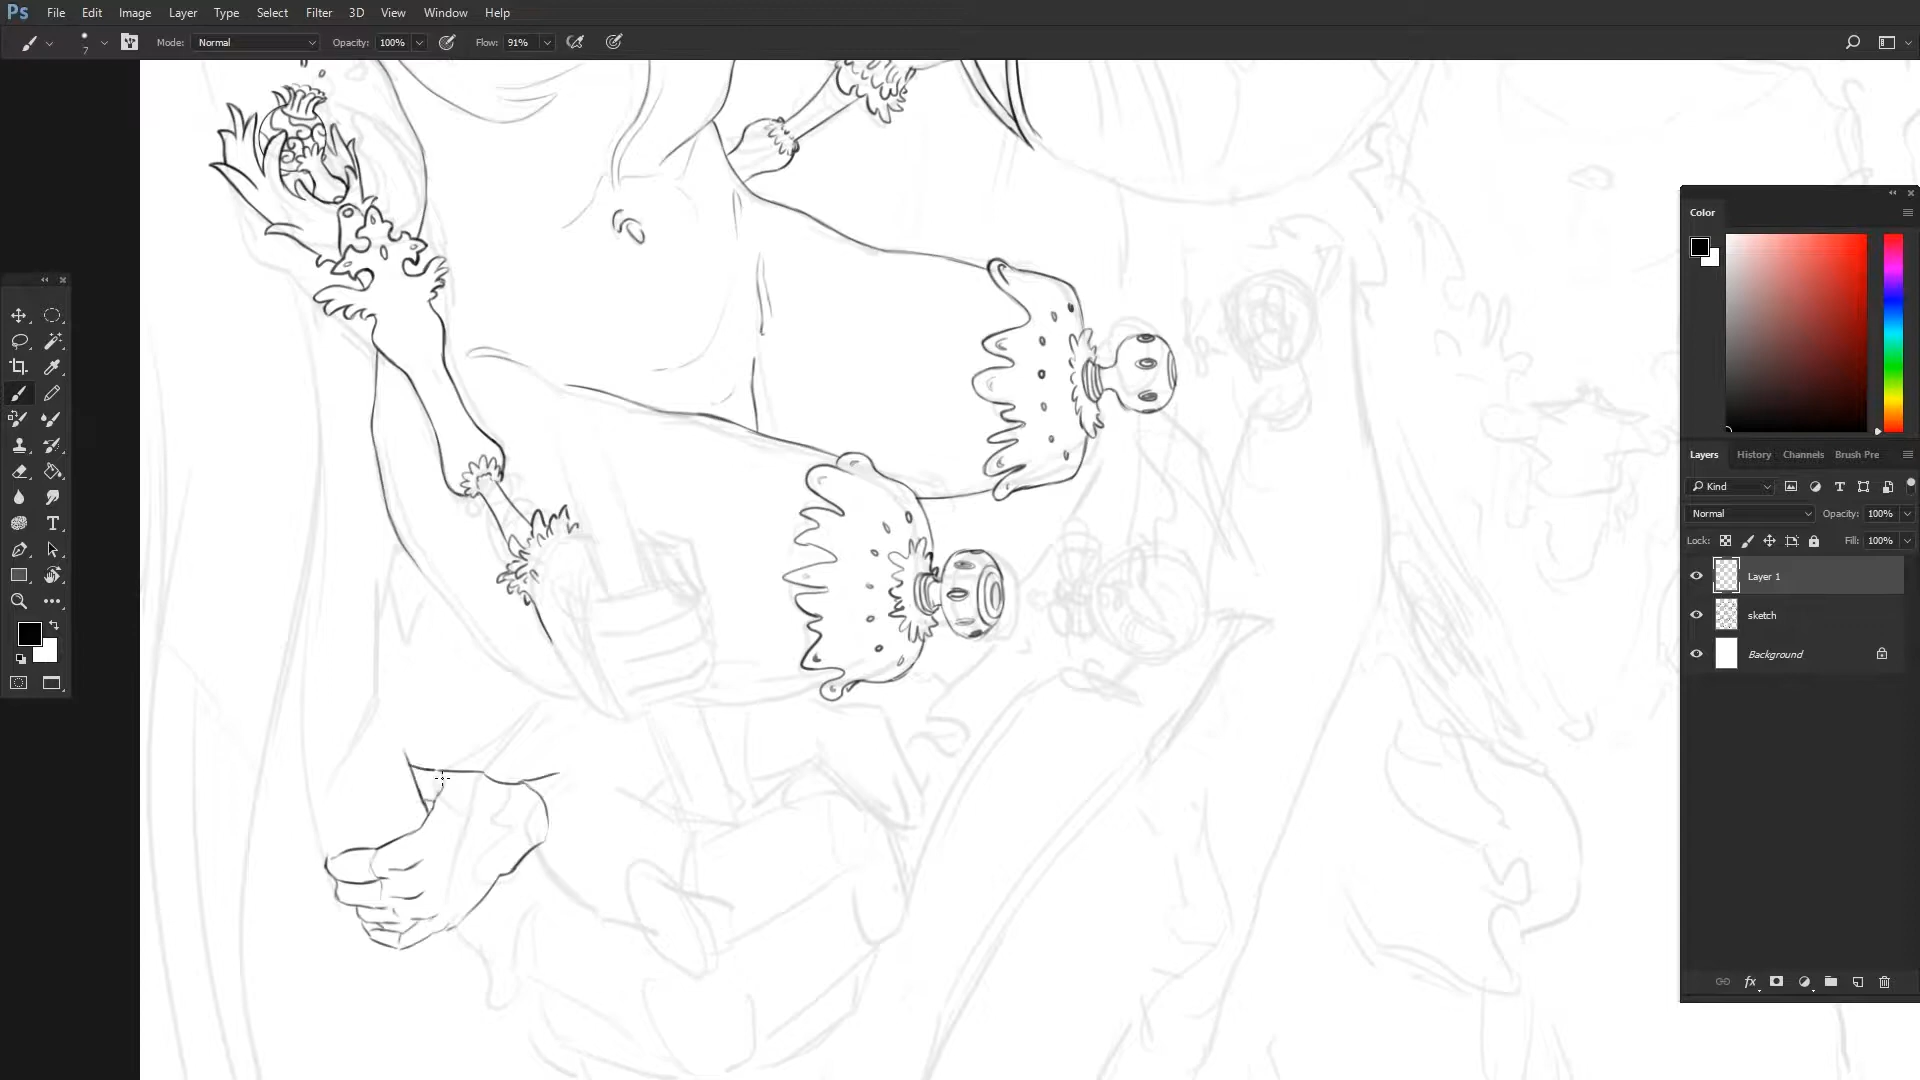 Ps File Edit Image Layer Type Select Filter 3D View Window Help
7 Mode: Normal Opacity: 100% Flow: 91%
Color
Layers History Channels Brush Pre
Kind
Normal Opacity: 100%
Lock: Fill: 100%
Layer 1
sketch
Background